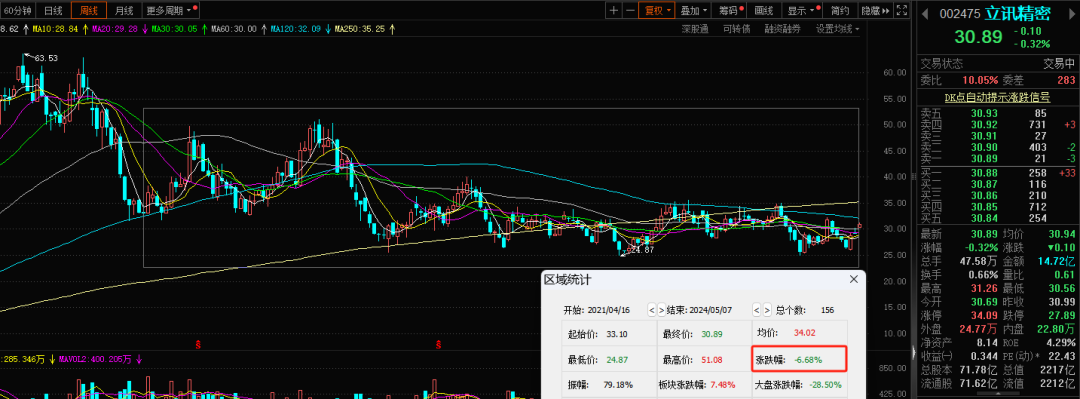 60分钟 日线 周线 月线 更多周期 + − 复权 叠加 筹码 画线 显示 简约 隐藏
002475 立讯精密
30.89 -0.10
-0.32%
8.62 ↑ MA10:28.84 ↑ MA20:29.28 ↓ MA30:30.05 ↑ MA60:30.00 ↑ MA120:32.09 ↓ MA250:35.25 ↑
深股通 可转债 融资融券 设置均线
63.53
60.00
55.00
50.00
45.00
40.00
35.00
30.00
25.00
20.00
15.00
10.00
24.87
:285.346万 ↓ MAVOL2:400 205万 ↓
850.00
425.00
区域统计 ×
开始: 2021/04/16 < > 结束: 2024/05/07 < > 总个数: 156
起始价: 33.10 最终价: 30.89 均价: 34.02
最低价: 24.87 最高价: 51.08 涨跌幅: -6.68%
振幅: 79.18% 板块涨跌幅: 7.48% 大盘涨跌幅: -28.50%
交易状态 交易中
委比 10.05% 委差 283
DK点自动提示涨跌信号
卖五 30.93 85
卖四 30.92 731 +3
卖三 30.91 27
卖二 30.90 403 -2
卖一 30.89 21 -3
买一 30.88 258 +33
买二 30.87 116
买三 30.86 210
买四 30.85 712
买五 30.84 254
最新 30.89 均价 30.94
涨幅 -0.32% 涨跌 ▼0.10
总手 47.58万 金额 14.72亿
换手 0.66% 量比 0.61
最高 31.26 最低 30.56
今开 30.69 昨收 30.99
涨停 34.09 跌停 27.89
外盘 24.77万 内盘 22.80万
净资产 8.14 ROE 4.29%
收益(一) 0.344 PE(动) 22.43
总股本 71.78亿 总值 2217亿
流通股 71.62亿 流值 2212亿